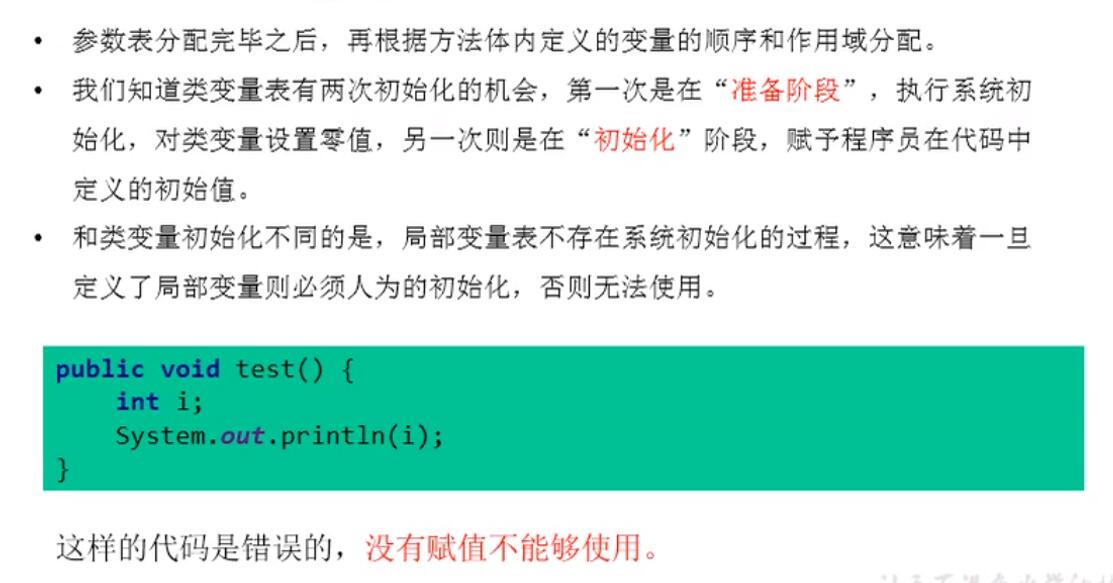 • 参数表分配完毕之后，再根据方法体内定义的变量的顺序和作用域分配。
• 我们知道类变量表有两次初始化的机会，第一次是在“准备阶段”，执行系统初
始化，对类变量设置零值，另一次则是在“初始化”阶段，赋予程序员在代码中
定义的初始值。
• 和类变量初始化不同的是，局部变量表不存在系统初始化的过程，这意味着一旦
定义了局部变量则必须人为的初始化，否则无法使用。
public void test() {
    int i;
    System.out.println(i);
}
这样的代码是错误的，没有赋值不能够使用。